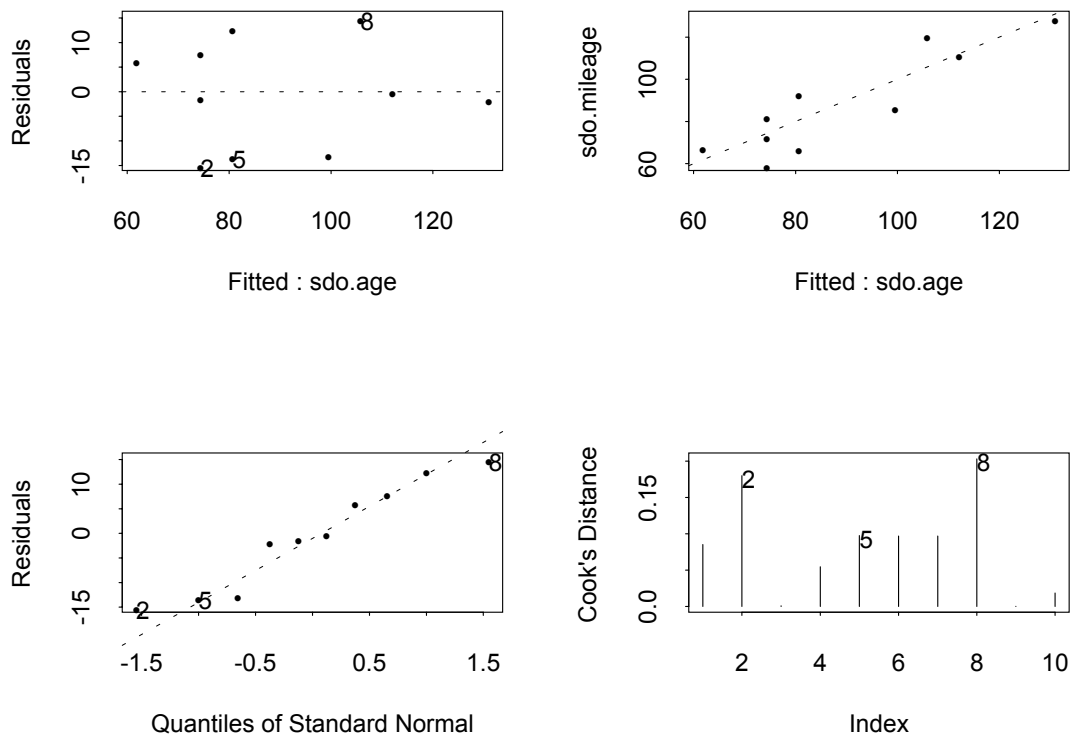 Residuals
10
0
-15
8
2
5
60 80 100 120
Fitted : sdo.age
sdo.mileage
100
60
60 80 100 120
Fitted : sdo.age
Residuals
10
0
-15
2
5
8
-1.5 -0.5 0.5 1.5
Quantiles of Standard Normal
Cook's Distance
0.15
0.0
2
5
8
2 4 6 8 10
Index